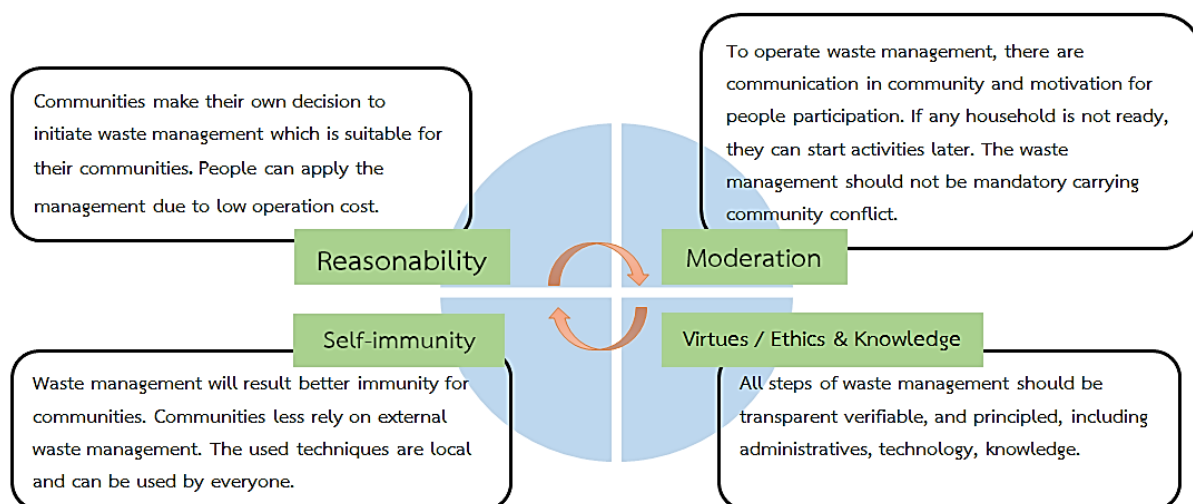 Communities make their own decision to
initiate waste management which is suitable for
their communities. People can apply the
management due to low operation cost.
Reasonability
To operate waste management, there are
communication in community and motivation for
people participation. If any household is not ready,
they can start activities later. The waste
management should not be mandatory carrying
community conflict.
Moderation
Self-immunity
Waste management will result better immunity for
communities. Communities less rely on external
waste management. The used techniques are local
and can be used by everyone.
Virtues / Ethics & Knowledge
All steps of waste management should be
transparent verifiable, and principled, including
administratives, technology, knowledge.